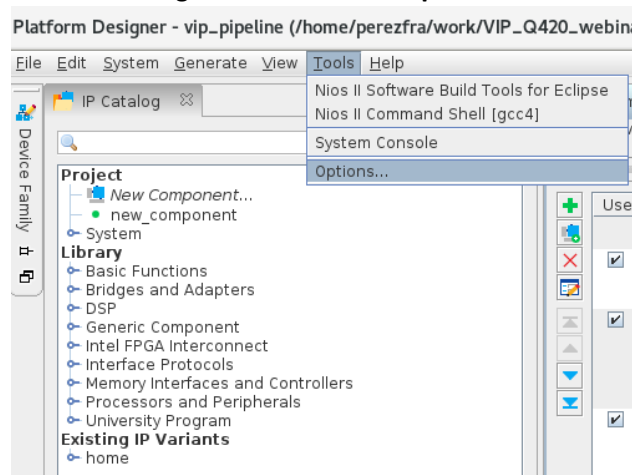 Platform Designer - vip_pipeline (/home/perezfra/work/VIP_Q420_webina
File Edit System Generate View Tools Help
Nios II Software Build Tools for Eclipse
Nios II Command Shell [gcc4]
System Console
Options...
IP Catalog
Device Family
Project
New Component...
new_component
System
Library
Basic Functions
Bridges and Adapters
DSP
Generic Component
Intel FPGA Interconnect
Interface Protocols
Memory Interfaces and Controllers
Processors and Peripherals
University Program
Existing IP Variants
home
Use